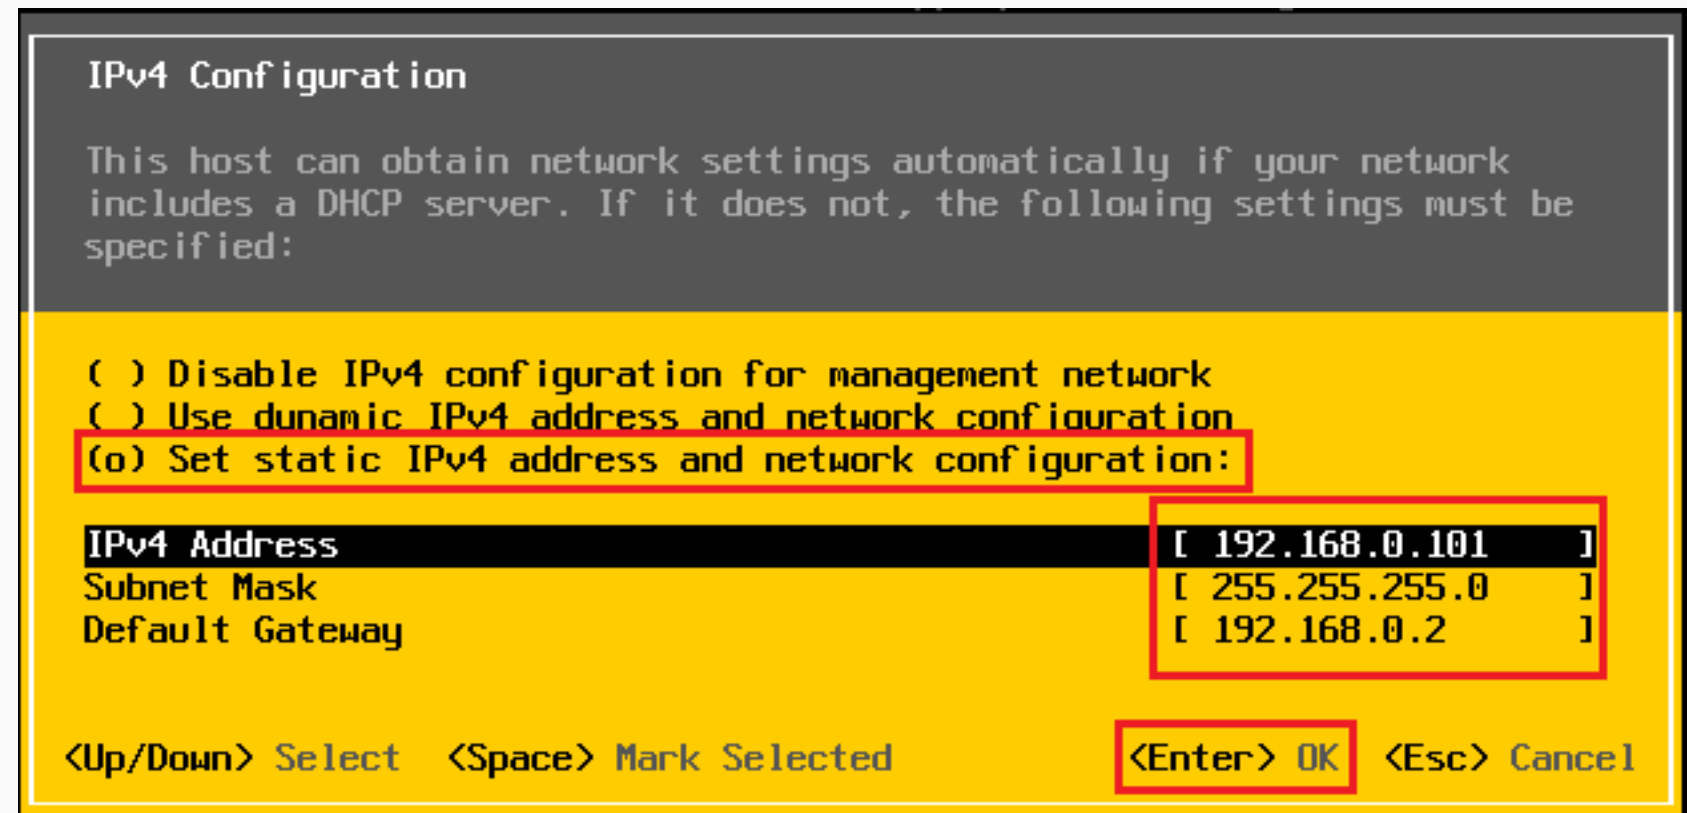 IPv4 Configuration
This host can obtain network settings automatically if your network
includes a DHCP server. If it does not, the following settings must be
specified:
( ) Disable IPv4 configuration for management network
( ) Use dynamic IPv4 address and network configuration
(o) Set static IPv4 address and network configuration:
IPv4 Address [ 192.168.0.101 ]
Subnet Mask [ 255.255.255.0 ]
Default Gateway [ 192.168.0.2 ]
<Up/Down> Select <Space> Mark Selected <Enter> OK <Esc> Cancel